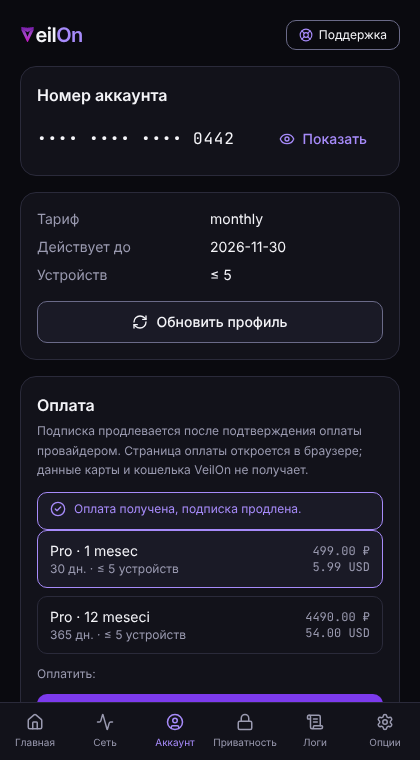 VeilOn
Поддержка
Номер аккаунта
•••• •••• •••• 0442
Показать
Тариф monthly
Действует до 2026-11-30
Устройств ≤ 5
Обновить профиль
Оплата
Подписка продлевается после подтверждения оплаты
провайдером. Страница оплаты откроется в браузере;
данные карты и кошелька VeilOn не получает.
Оплата получена, подписка продлена.
Pro · 1 mesec 499.00 ₽
30 дн. · ≤ 5 устройств 5.99 USD
Pro · 12 meseci 4490.00 ₽
365 дн. · ≤ 5 устройств 54.00 USD
Оплатить:
Главная Сеть Аккаунт Приватность Логи Опции